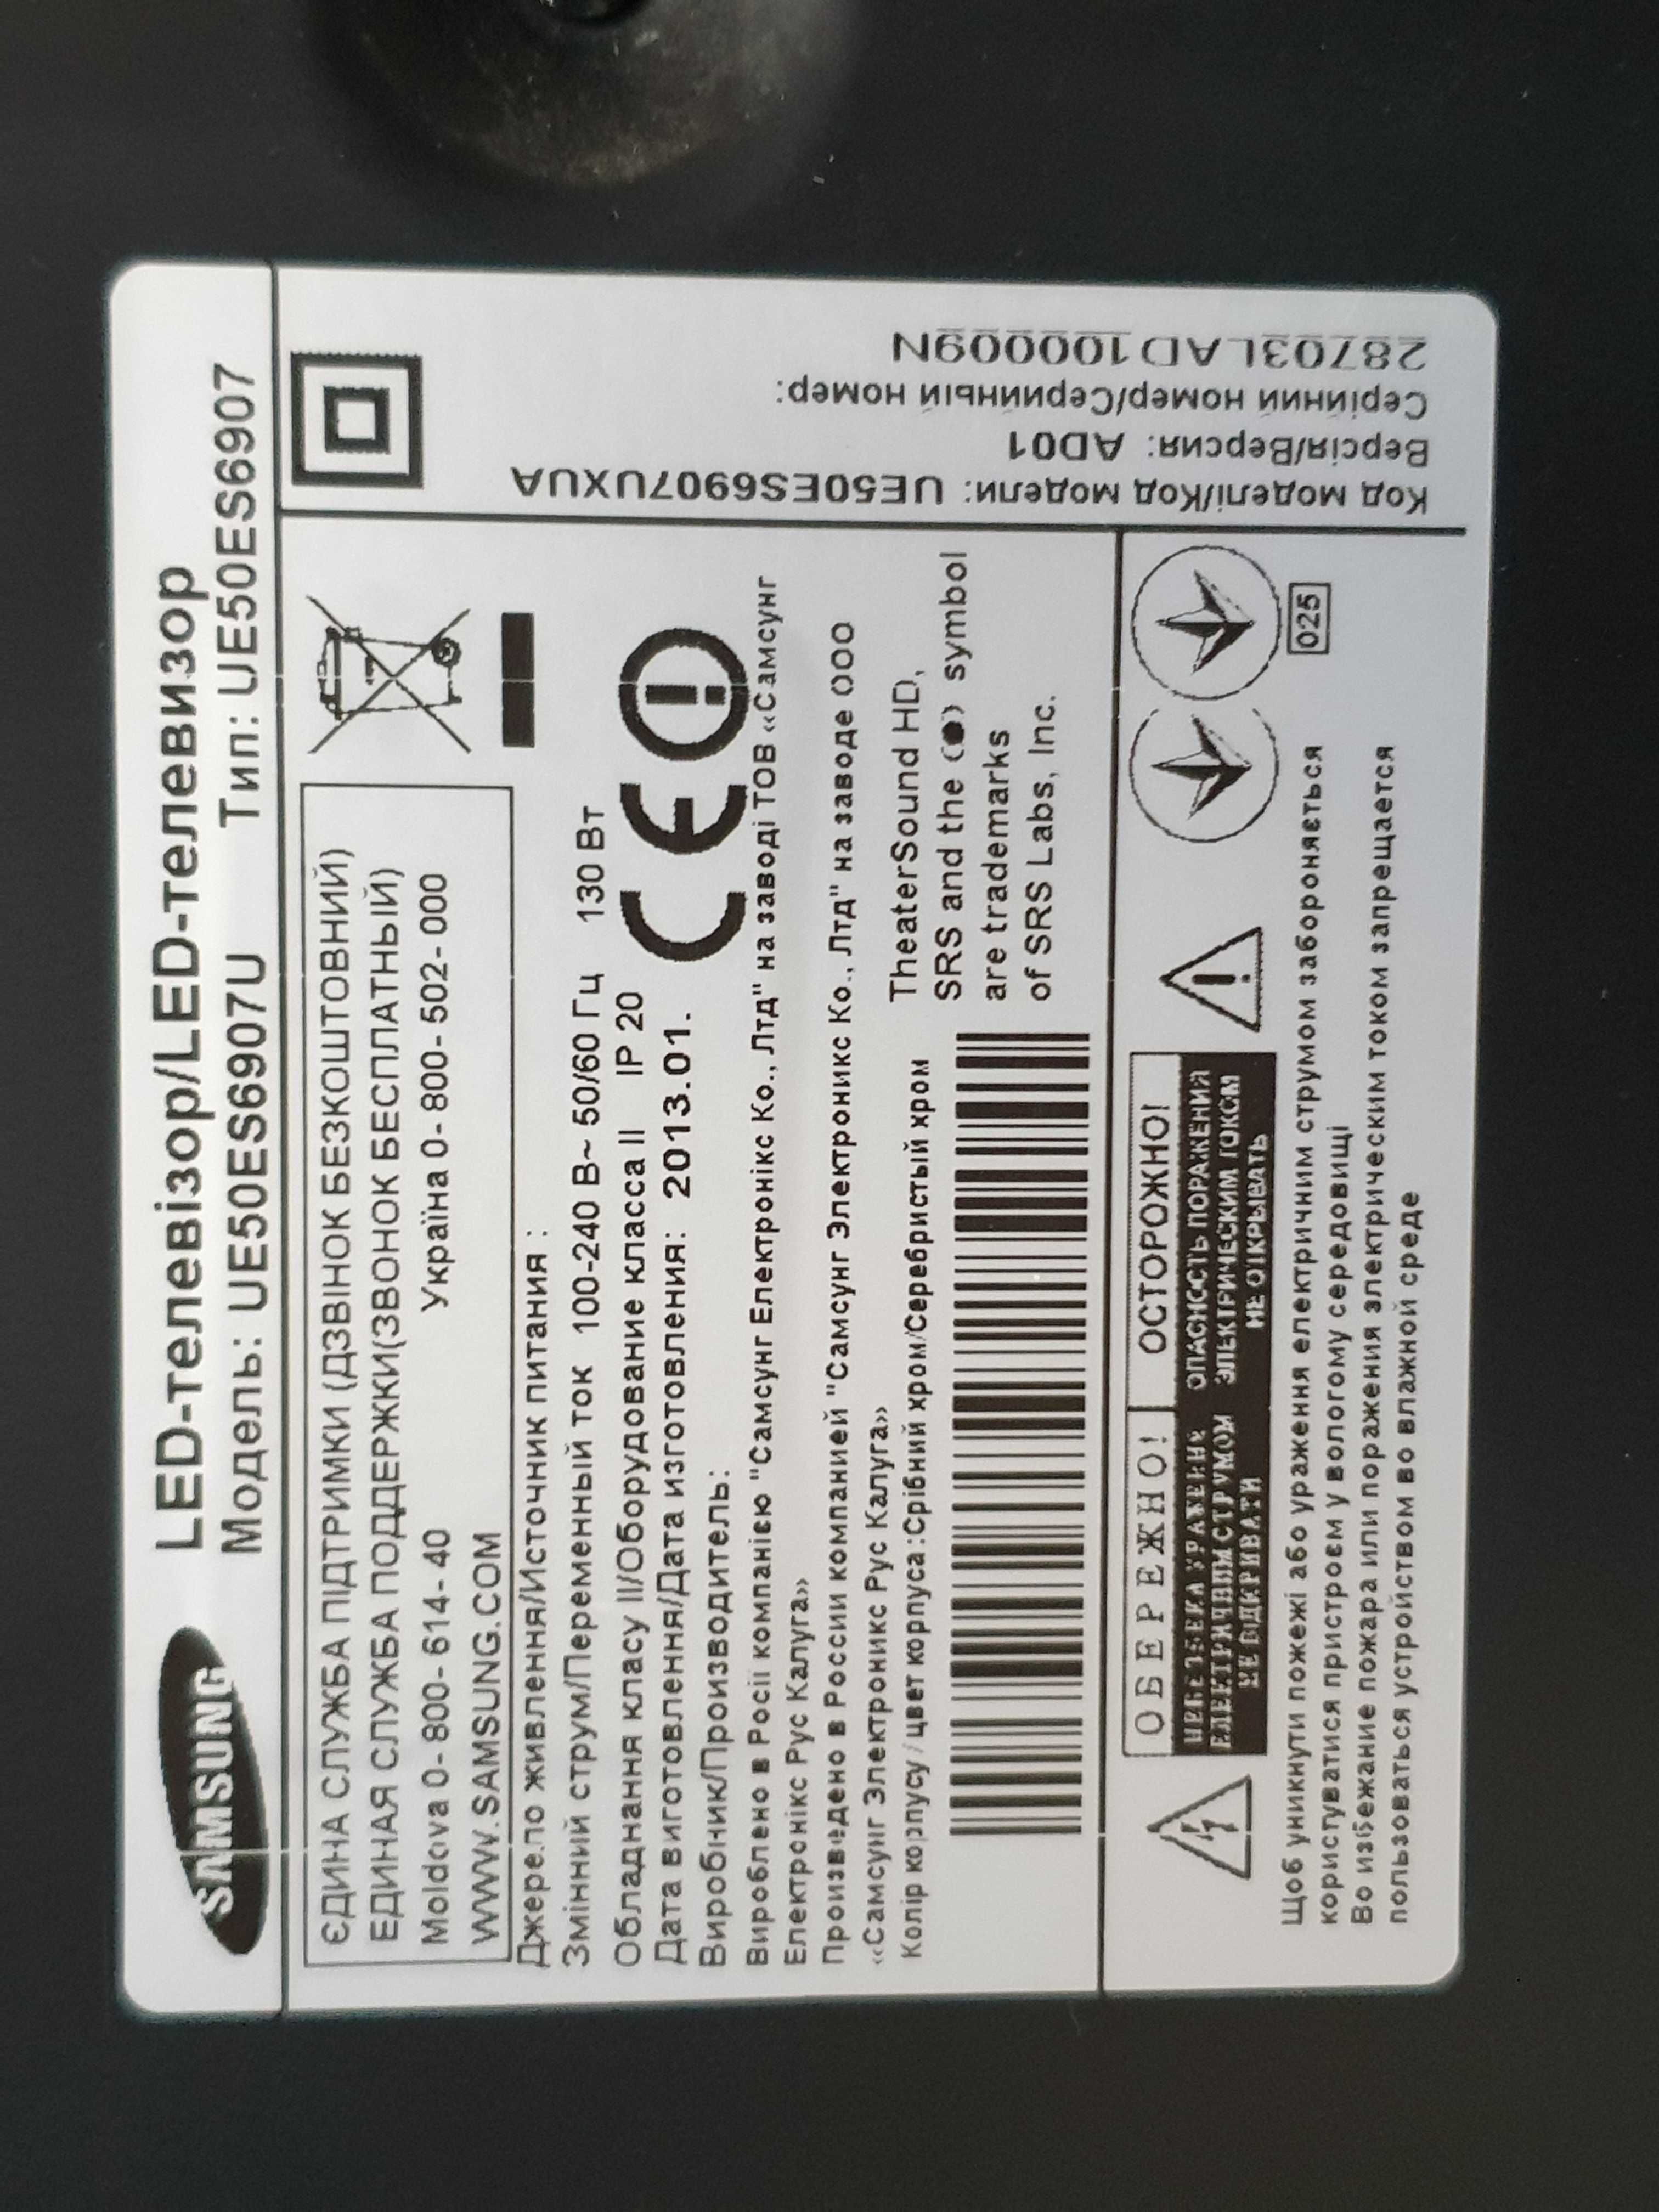 SAMSUNG
LED-телевізор/LED-телевизор
Модель: UE50ES6907U Тип: UE50ES6907
ЄДИНА СЛУЖБА ПІДТРИМКИ (ДЗВІНОК БЕЗКОШТОВНИЙ)
ЕДИНАЯ СЛУЖБА ПОДДЕРЖКИ(ЗВОНОК БЕСПЛАТНЫЙ)
Moldova 0-800-614-40 Україна 0-800-502-000
WWW.SAMSUNG.COM
Джерело живлення/Источник питания :
Змінний струм/Переменный ток 100-240 В~ 50/60 Гц 130 Вт
Обладнання класу II/Оборудование класса II IP 20
Дата виготовлення/Дата изготовления: 2013.01.
Виробник/Производитель:
Вироблено в Росії компанією "Самсунг Електронікс Ко., Лтд" на заводі ТОВ «Самсунг
Електронікс Рус Калуга»
Произведено в России компанией "Самсунг Электроникс Ко., Лтд" на заводе ООО
«Самсунг Электроникс Рус Калуга»
Колір корпусу / цвет корпуса:Срібний хром/Серебристый хром
TheaterSound HD,
SRS and the (●) symbol
are trademarks
of SRS Labs, Inc.
ОБЕРЕЖНО! ОСТОРОЖНО!
НЕБЕЗПЕКА УРАЖЕННЯ
ЕЛЕКТРИЧНИМ СТРУМОМ
НЕ ВІДКРИВАТИ
ОПАСНОСТЬ ПОРАЖЕНИЯ
ЭЛЕКТРИЧЕСКИМ ТОКОМ
НЕ ОТКРЫВАТЬ
025
Щоб уникнути пожежі або ураження електричним струмом забороняється
користуватися пристроєм у вологому середовищі
Во избежание пожара или поражения электрическим током запрещается
пользоваться устройством во влажной среде
Код моделі/Код модели: UE50ES6907UXUA
Версія/Версия: AD01
Серійний номер/Серийный номер:
28703LAD100009N